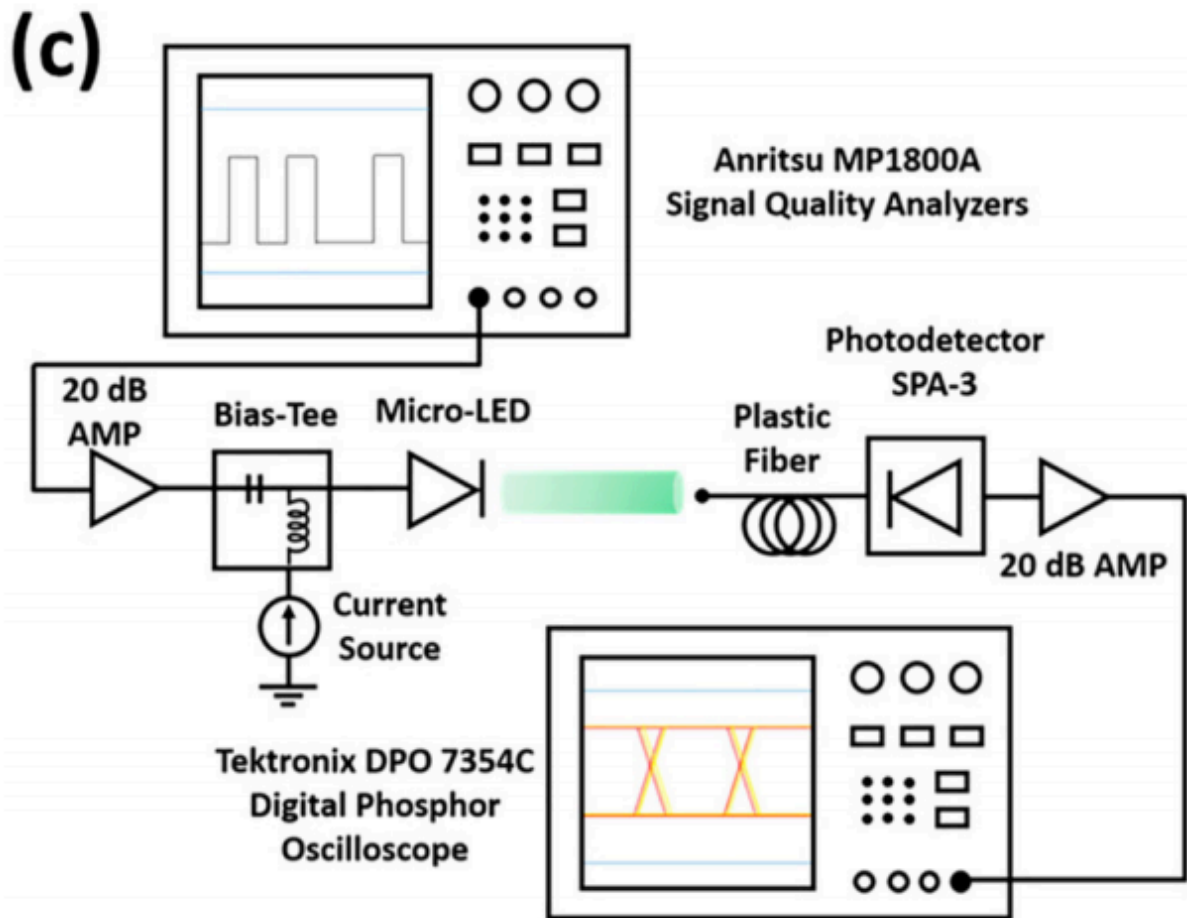 (c)
Anritsu MP1800A
Signal Quality Analyzers
20 dB
AMP
Bias-Tee
Micro-LED
Plastic
Fiber
Photodetector
SPA-3
20 dB AMP
Current
Source
Tektronix DPO 7354C
Digital Phosphor
Oscilloscope